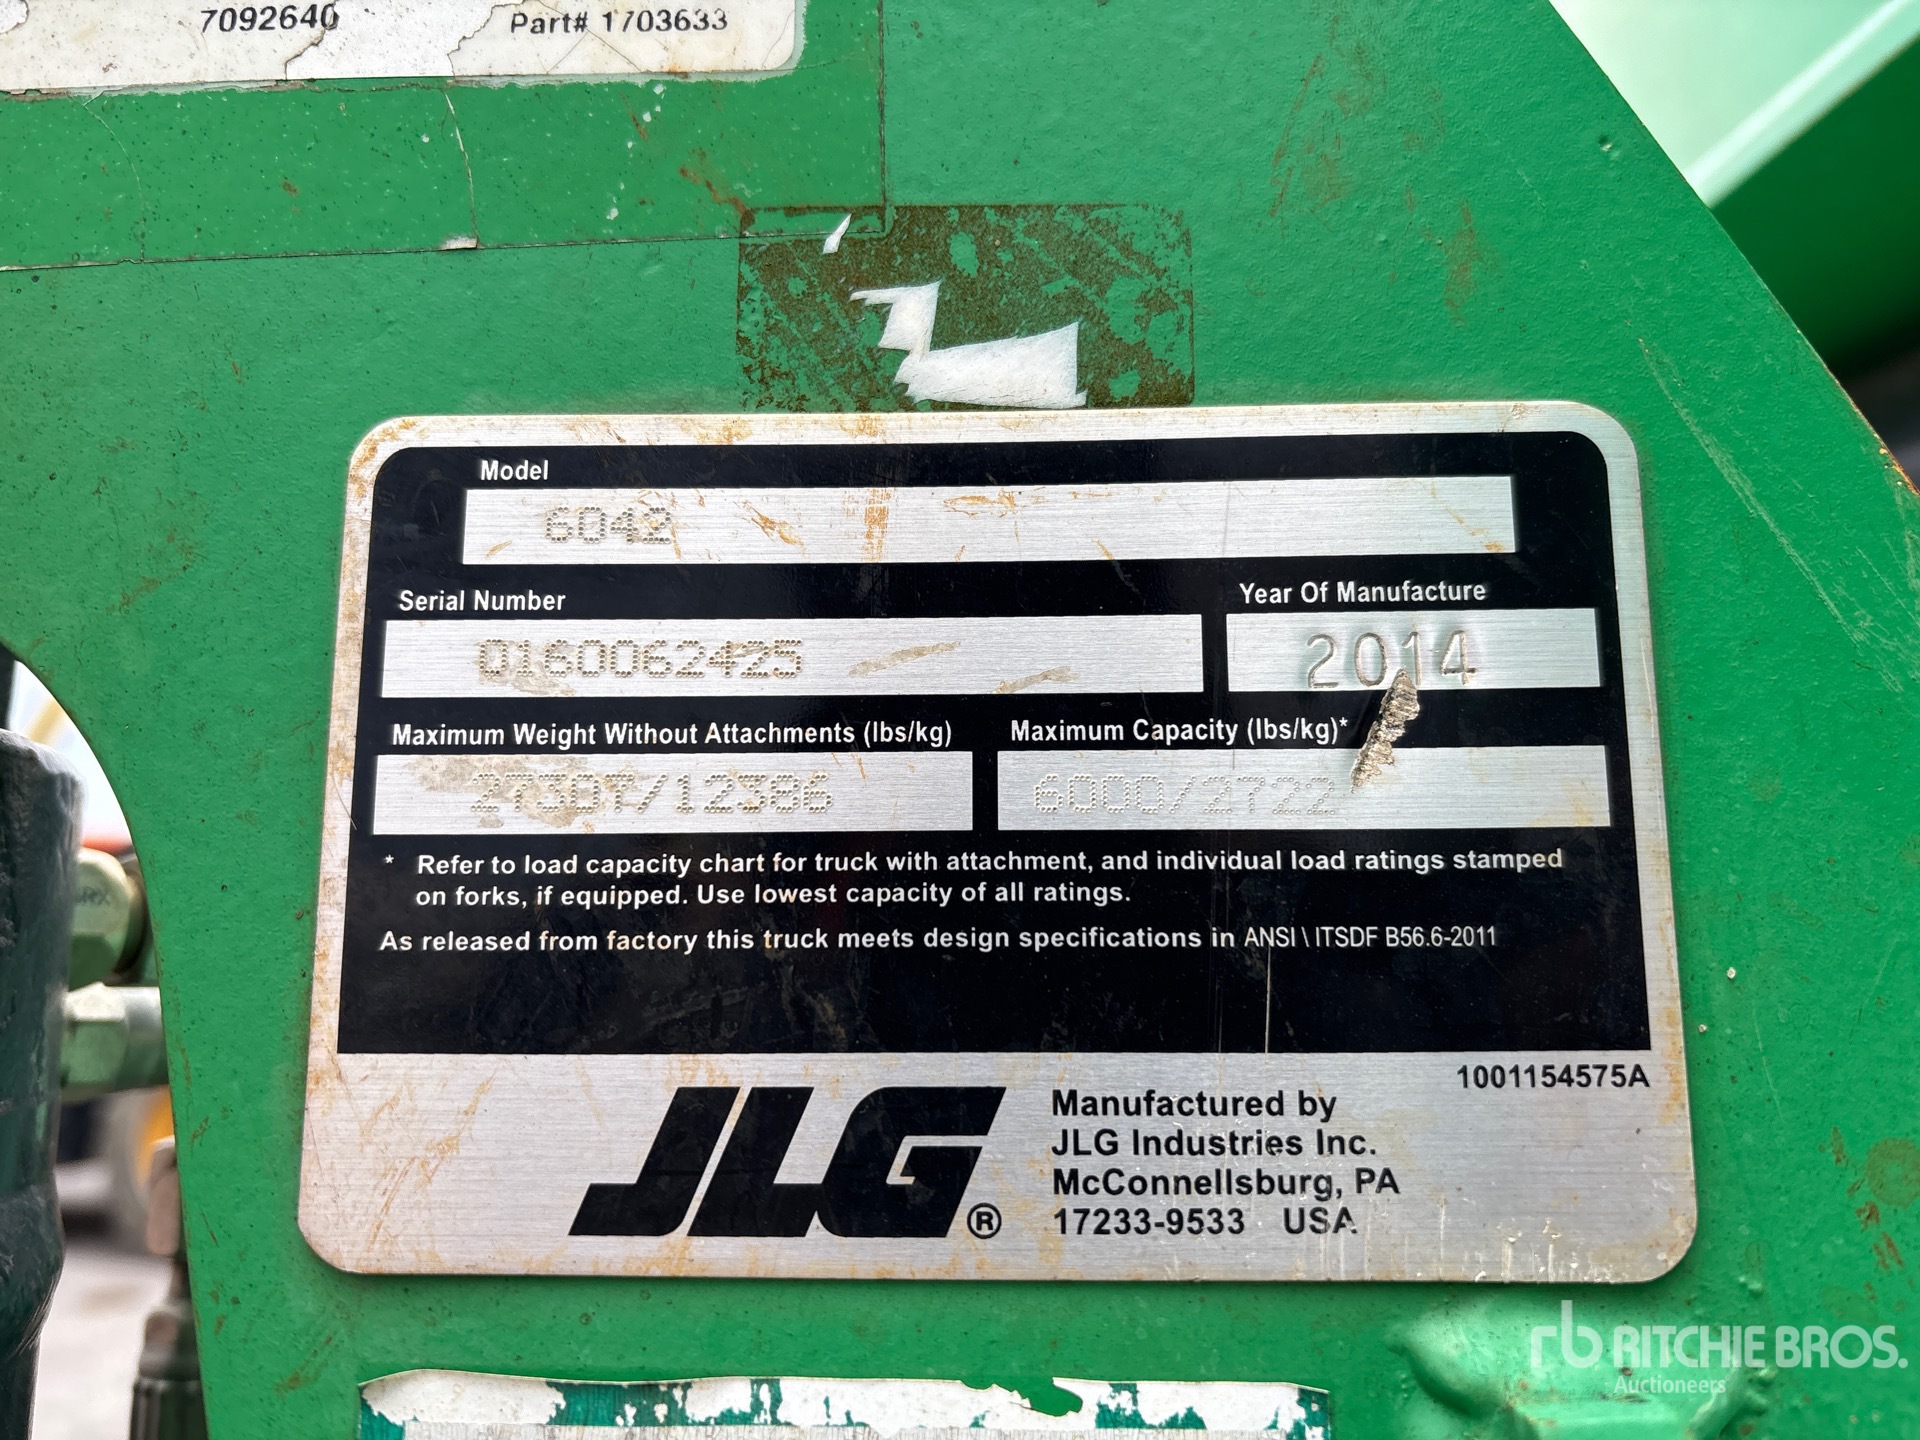 7092640 Part# 1703633
Model
6042
Serial Number
0160062425
Year Of Manufacture
2014
Maximum Weight Without Attachments (lbs/kg)
27307/12386
Maximum Capacity (lbs/kg)*
6000/2722
* Refer to load capacity chart for truck with attachment, and individual load ratings stamped
on forks, if equipped. Use lowest capacity of all ratings.
As released from factory this truck meets design specifications in ANSI \ ITSDF B56.6-2011
1001154575A
JLG®
Manufactured by
JLG Industries Inc.
McConnellsburg, PA
17233-9533 USA
rb RITCHIE BROS.
Auctioneers